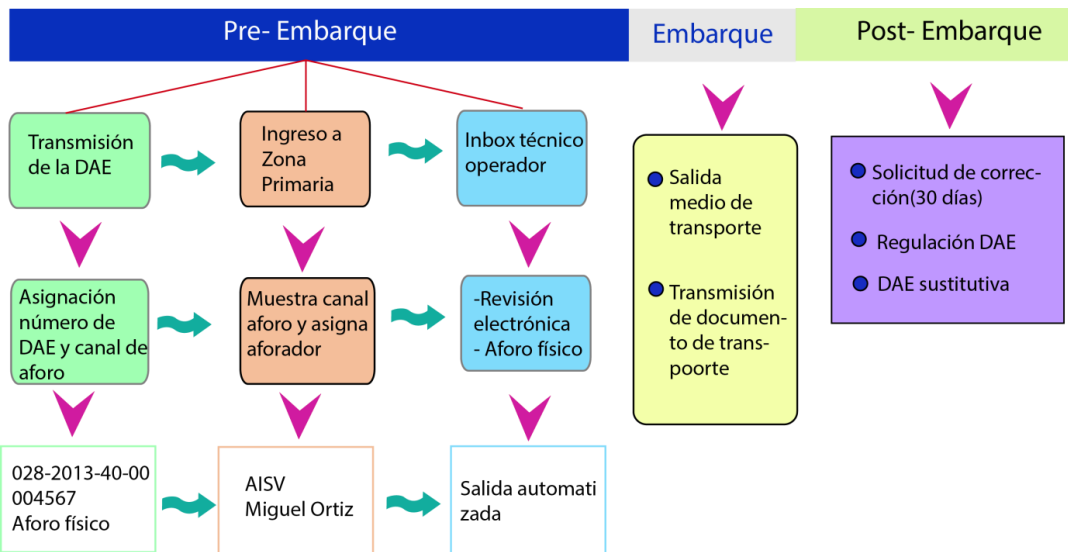 Pre- Embarque
Embarque
Post- Embarque
Transmisión
de la DAE
Ingreso a
Zona
Primaria
Inbox técnico
operador
Asignación
número de
DAE y canal de
aforo
Muestra canal
aforo y asigna
aforador
-Revisión
electrónica
- Aforo físico
028-2013-40-00
004567
Aforo físico
AISV
Miguel Ortiz
Salida automati
zada
Salida
medio de
transporte
Transmisión
de documen-
to de trans-
poorte
Solicitud de correc-
ción(30 días)
Regulación DAE
DAE sustitutiva